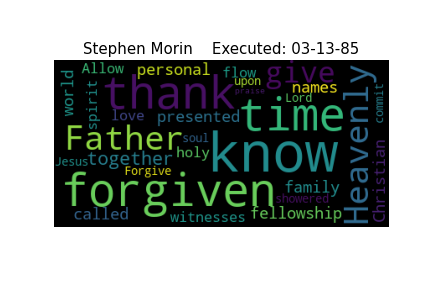 Stephen Morin    Executed: 03-13-85
Allow personal flow give
world spirit thank upon names Heavenly
praise Lord commit
love presented time
Father soul know
Jesus together holy
Forgive Christian
forgiven family
showered
called witnesses fellowship